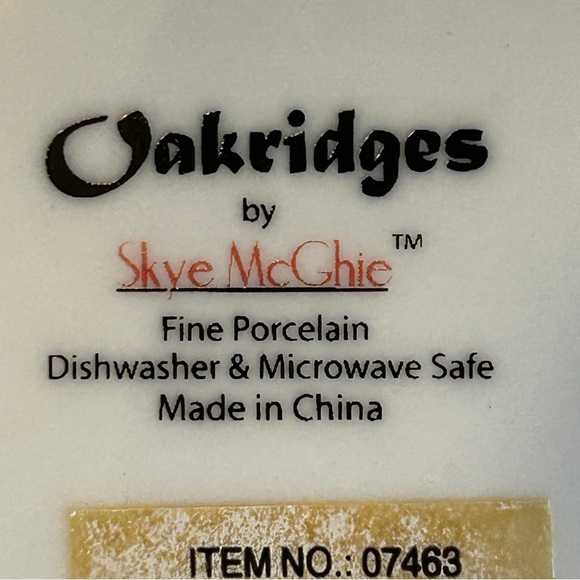 Oakridges
by
Skye McGhie™
Fine Porcelain
Dishwasher & Microwave Safe
Made in China
ITEM NO.: 07463